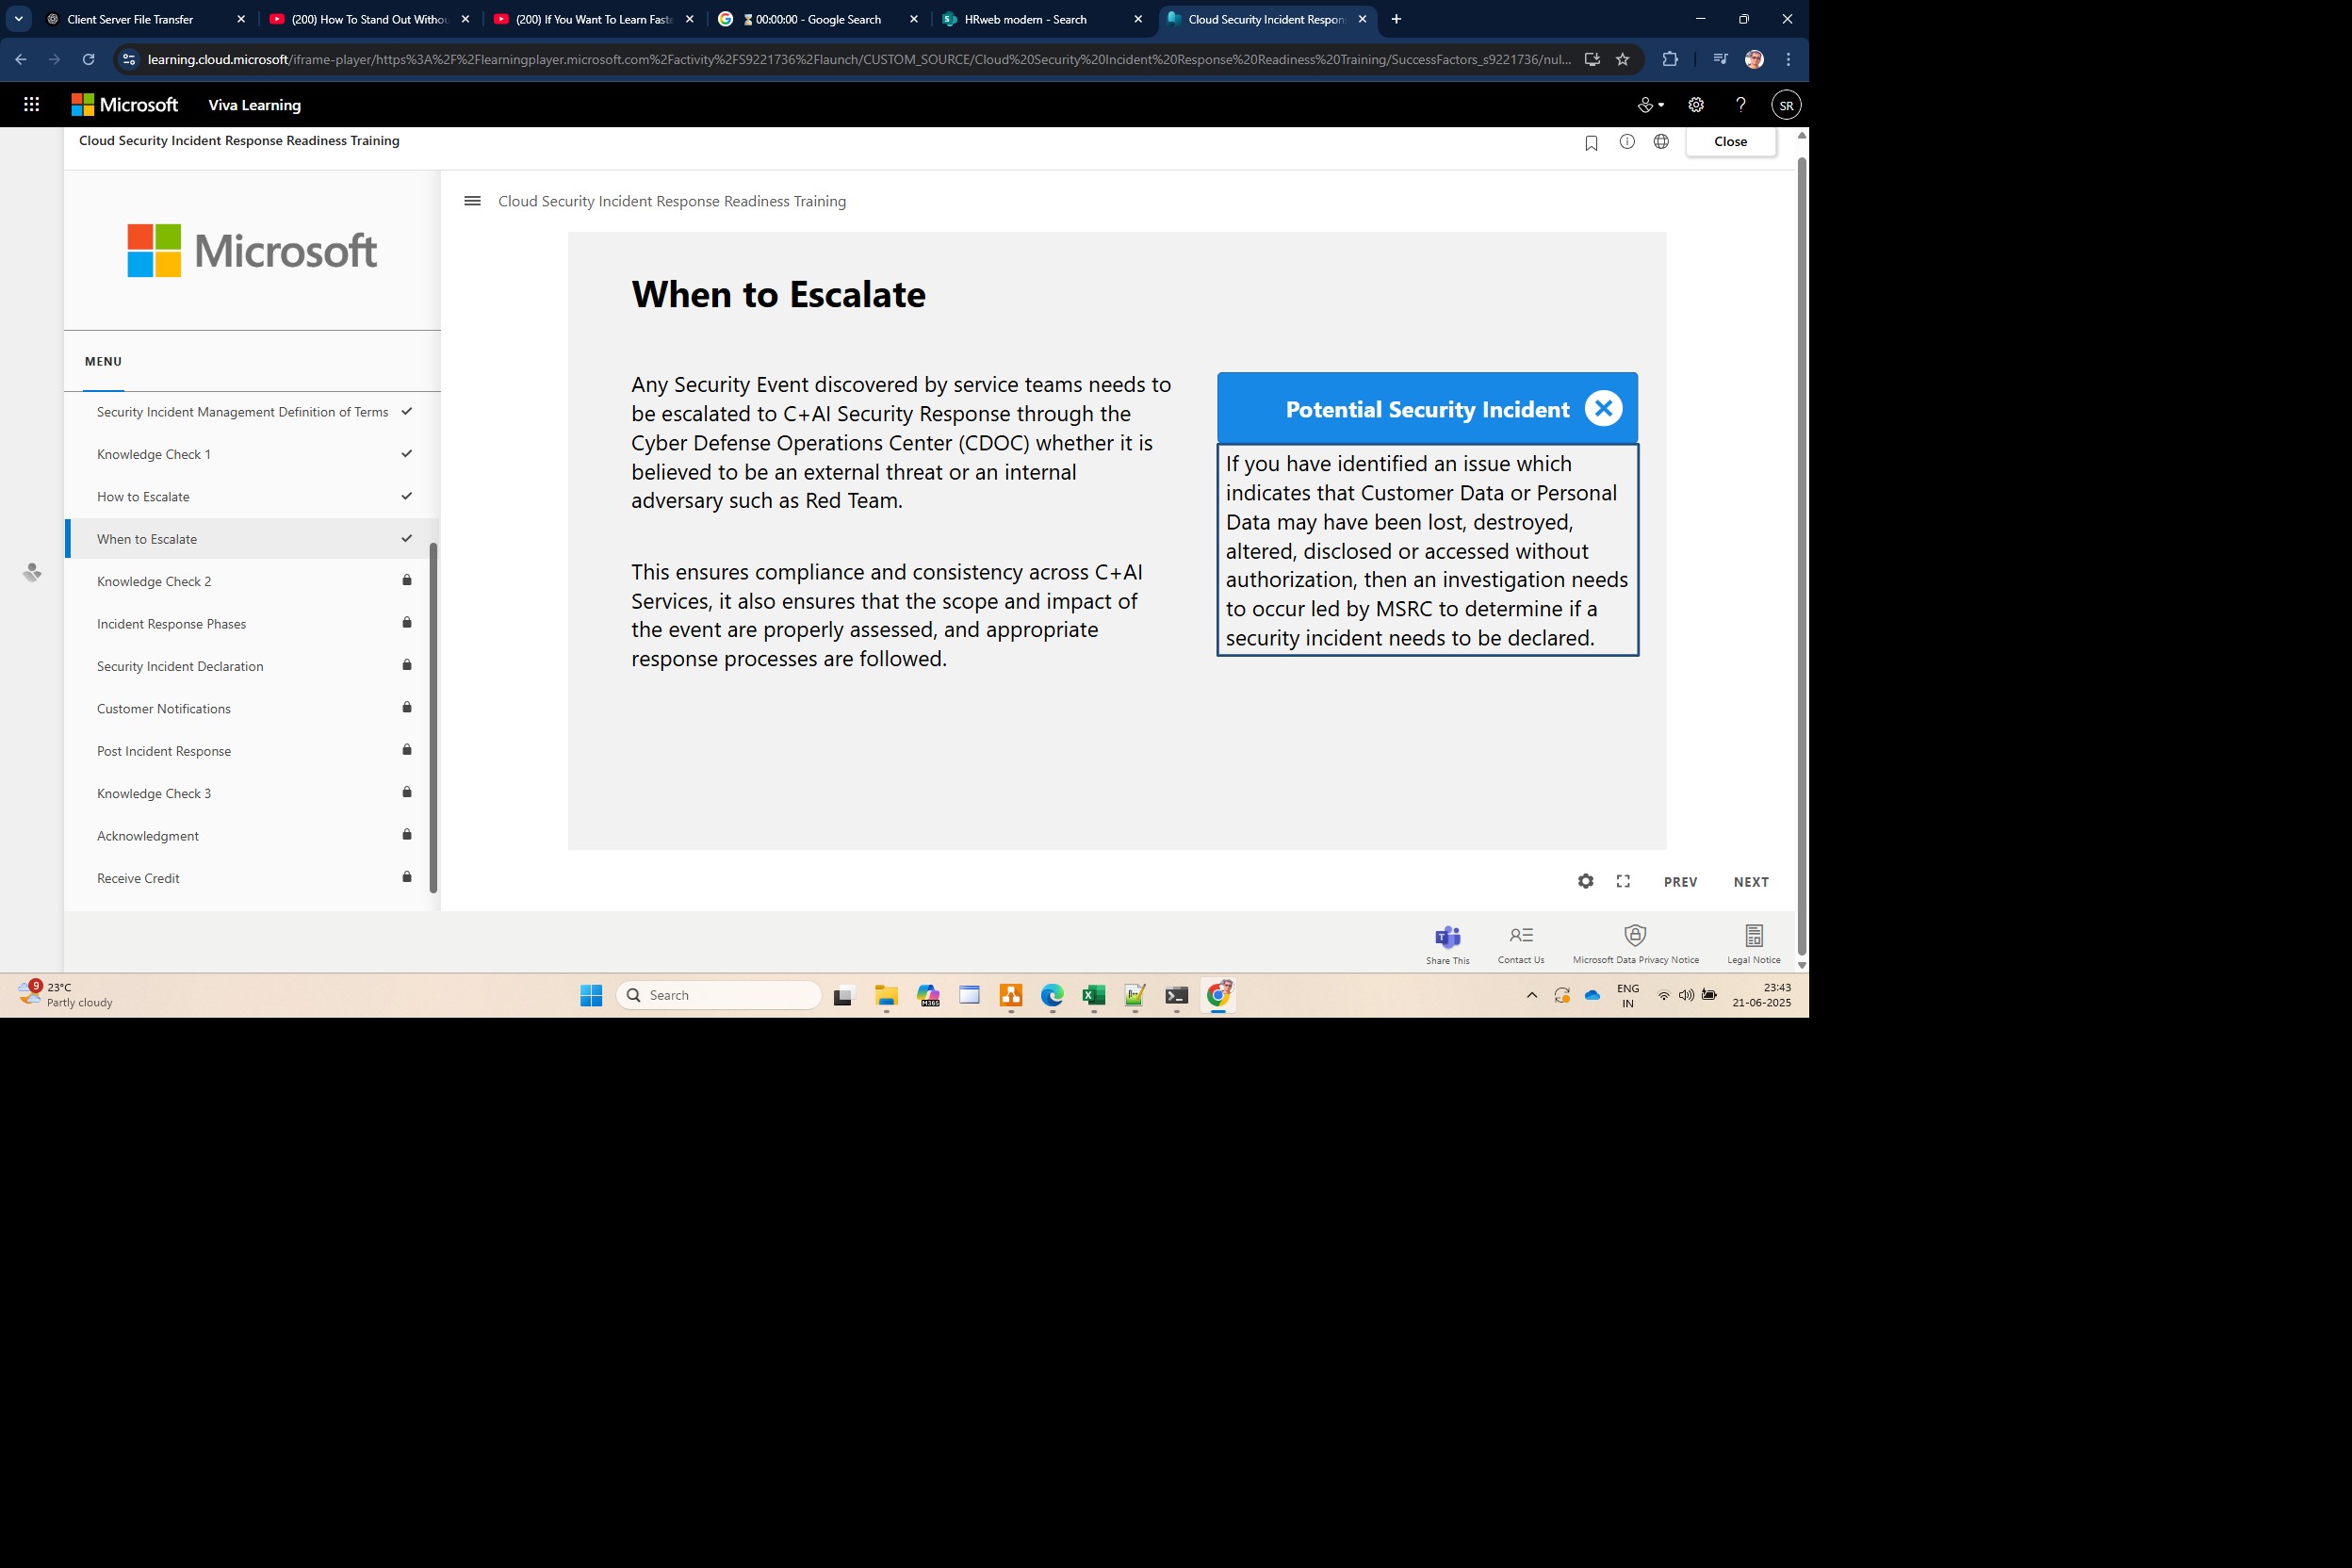 Client Server File Transfer
(200) How To Stand Out Withou
(200) If You Want To Learn Faste
00:00:00 - Google Search
HRweb modern - Search
Cloud Security Incident Respon
learning.cloud.microsoft/iframe-player/https%3A%2F%2Flearningplayer.microsoft.com%2Factivity%2FS9221736%2Flaunch/CUSTOM_SOURCE/Cloud%20Security%20Incident%20Response%20Readiness%20Training/SuccessFactors_s9221736/nul...
Microsoft
Viva Learning
?
SR
Cloud Security Incident Response Readiness Training
Close
Microsoft
Cloud Security Incident Response Readiness Training
MENU
Security Incident Management Definition of Terms
Knowledge Check 1
How to Escalate
When to Escalate
Knowledge Check 2
Incident Response Phases
Security Incident Declaration
Customer Notifications
Post Incident Response
Knowledge Check 3
Acknowledgment
Receive Credit
When to Escalate
Any Security Event discovered by service teams needs to
be escalated to C+AI Security Response through the
Cyber Defense Operations Center (CDOC) whether it is
believed to be an external threat or an internal
adversary such as Red Team.
This ensures compliance and consistency across C+AI
Services, it also ensures that the scope and impact of
the event are properly assessed, and appropriate
response processes are followed.
Potential Security Incident
If you have identified an issue which
indicates that Customer Data or Personal
Data may have been lost, destroyed,
altered, disclosed or accessed without
authorization, then an investigation needs
to occur led by MSRC to determine if a
security incident needs to be declared.
PREV
NEXT
Share This
Contact Us
Microsoft Data Privacy Notice
Legal Notice
9
23°C
Partly cloudy
Search
M365
ENG
IN
23:43
21-06-2025